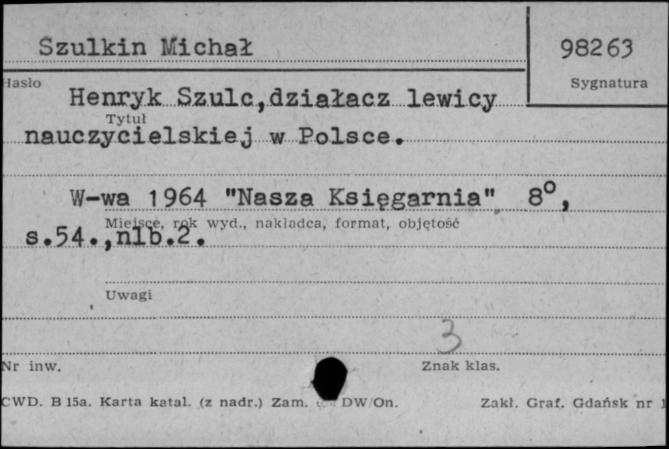 Szulkin Michał
98263
Hasło
Sygnatura
Henryk Szulc,działacz lewicy
Tytuł
nauczycielskiej w Polsce.
W-wa 1964 "Nasza Księgarnia" 8°,
Miejsce, rok wyd., nakładca, format, objętość
s.54.,nlb.2.
Uwagi
3
Nr inw.
Znak klas.
CWD. B 15a. Karta katal. (z nadr.) Zam. DW/On.
Zakł. Graf. Gdańsk nr 1